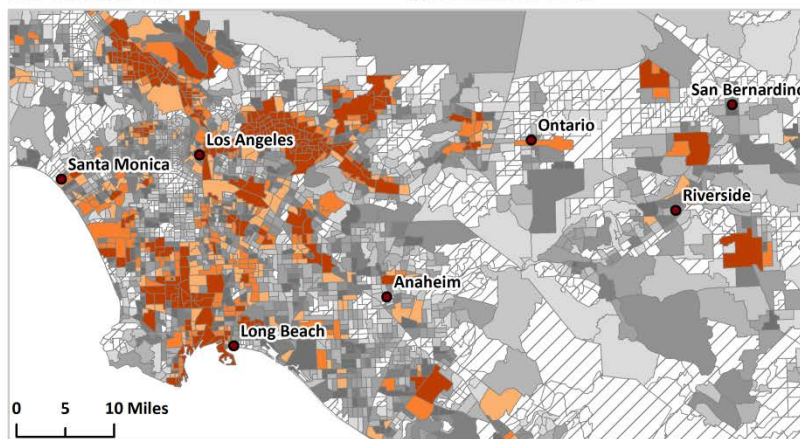 San Bernardino
Ontario
Los Angeles
Santa Monica
Riverside
Anaheim
Long Beach
0 5 10 Miles